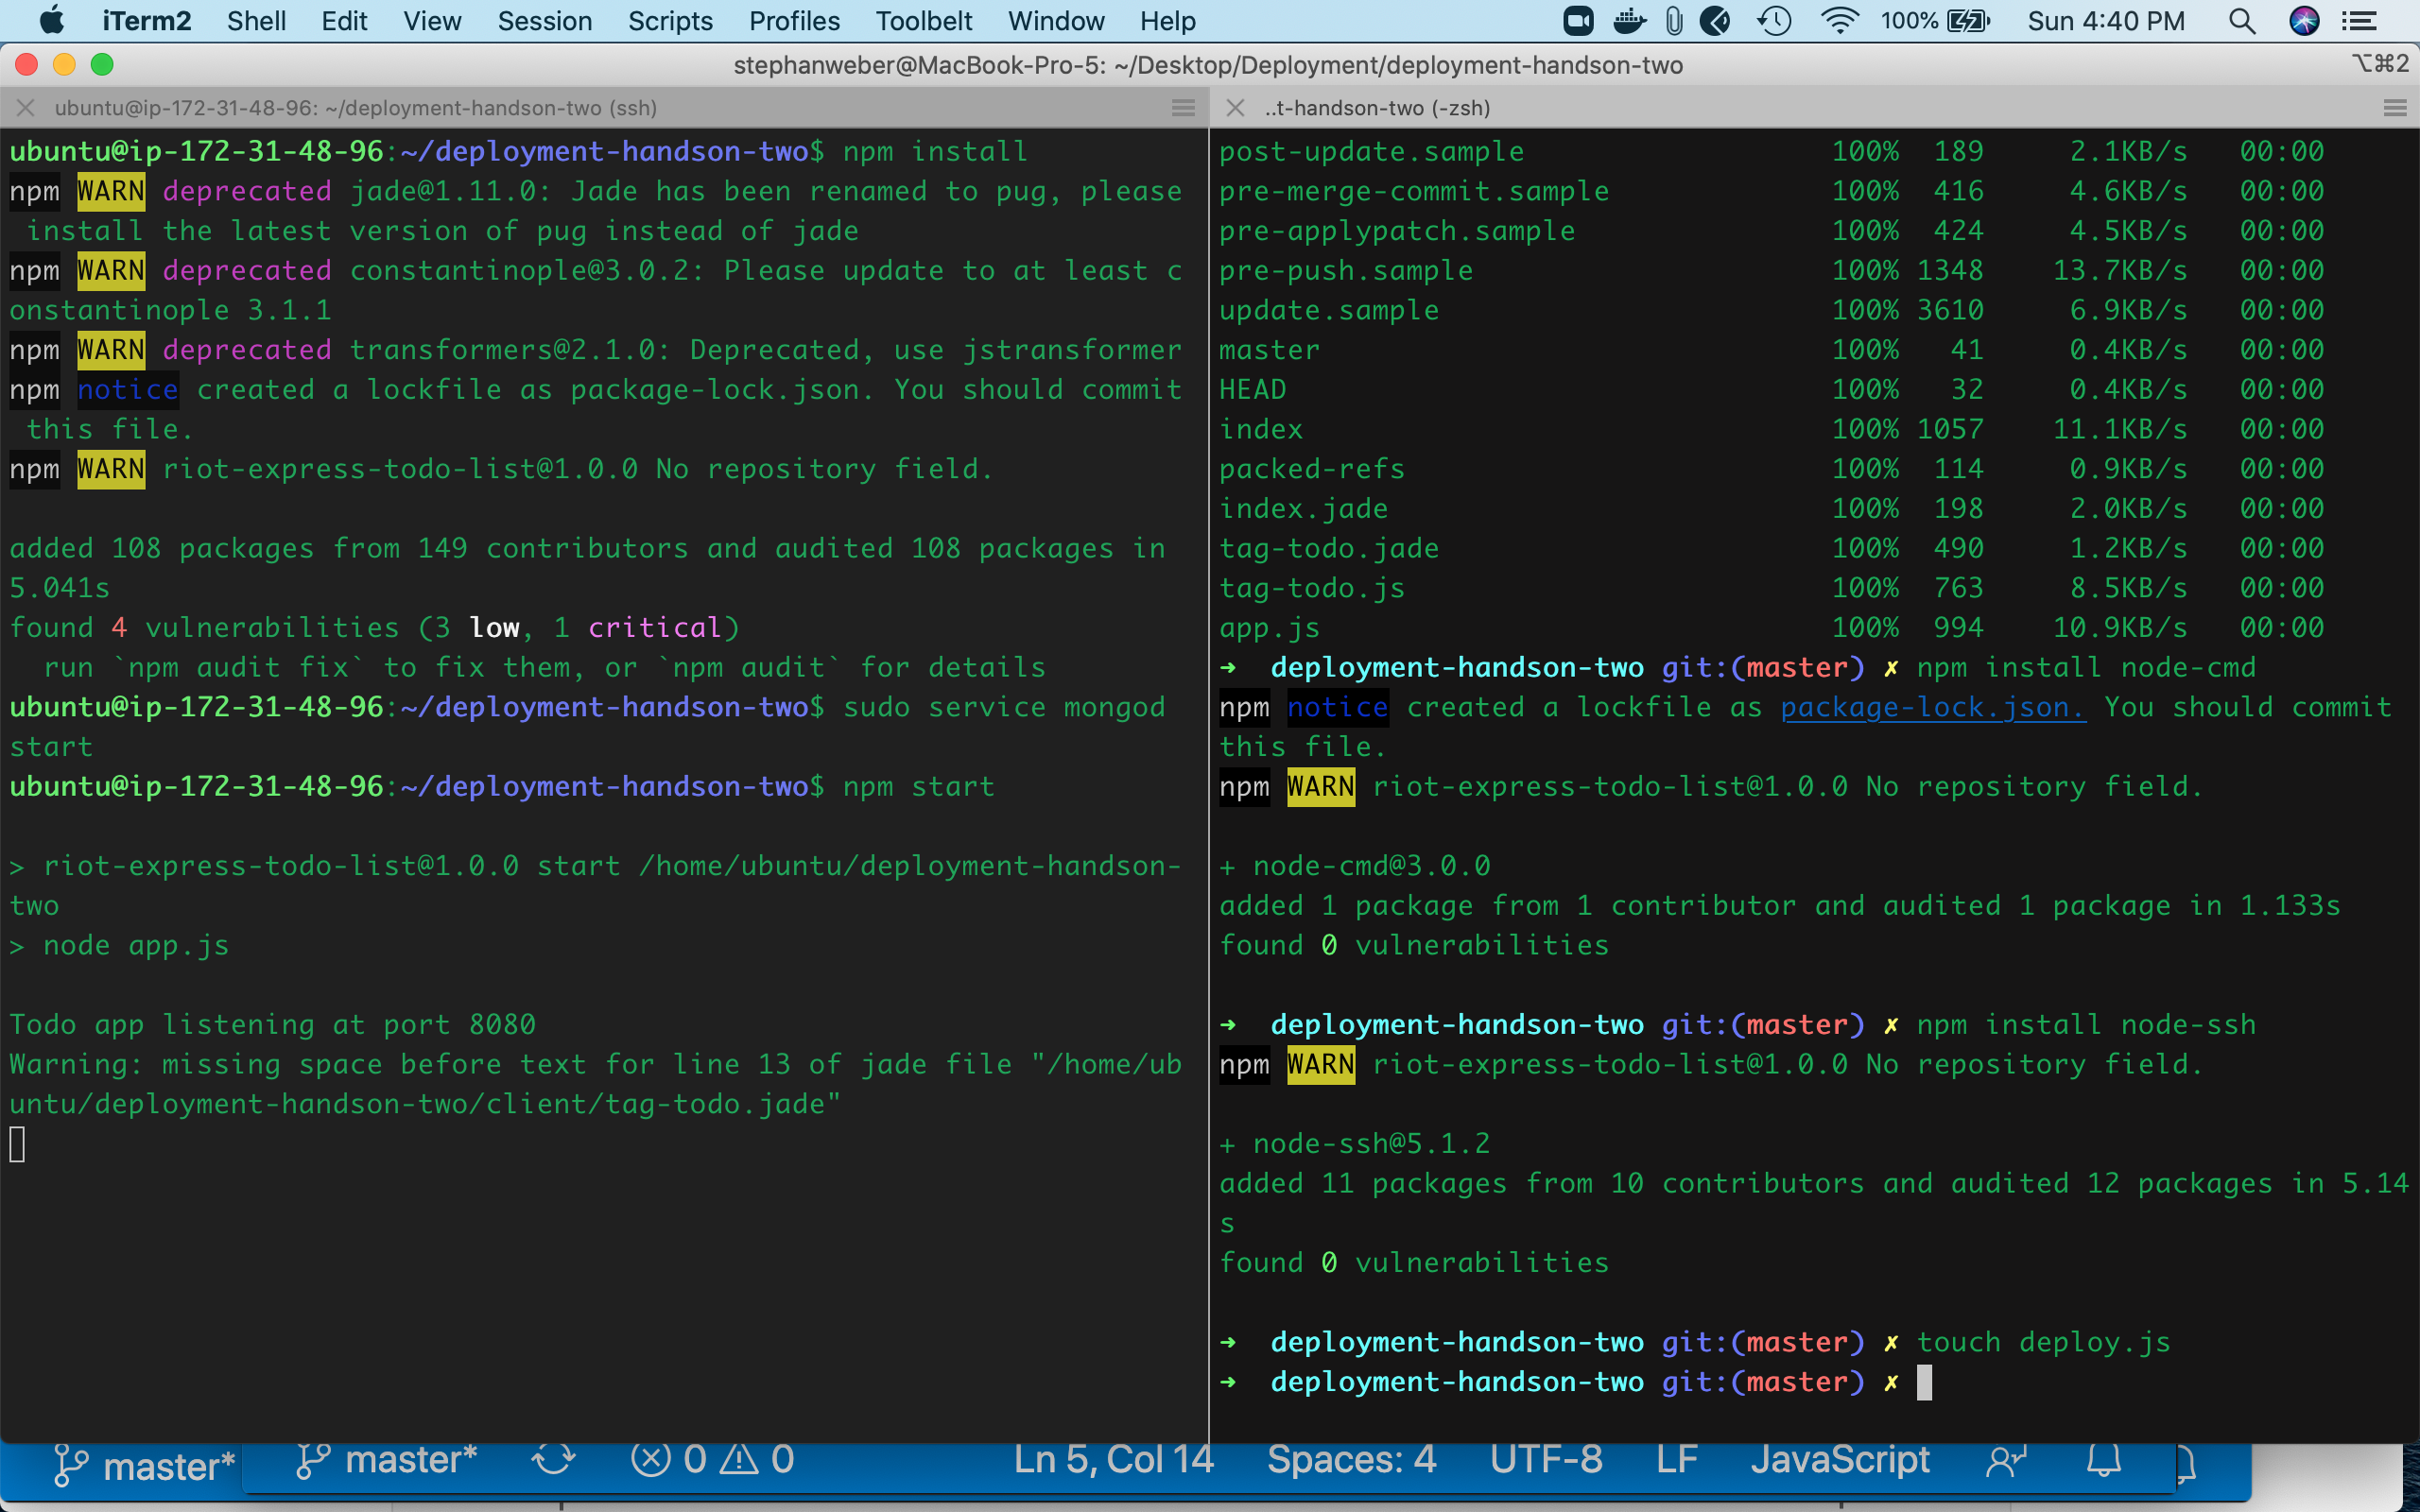 iTerm2 Shell Edit View Session Scripts Profiles Toolbelt Window Help 100% Sun 4:40 PM
stephanweber@MacBook-Pro-5: ~/Desktop/Deployment/deployment-handson-two ⌥⌘2
ubuntu@ip-172-31-48-96: ~/deployment-handson-two (ssh)
ubuntu@ip-172-31-48-96:~/deployment-handson-two$ npm install
npm WARN deprecated jade@1.11.0: Jade has been renamed to pug, please
install the latest version of pug instead of jade
npm WARN deprecated constantinople@3.0.2: Please update to at least c
onstantinople 3.1.1
npm WARN deprecated transformers@2.1.0: Deprecated, use jstransformer
npm notice created a lockfile as package-lock.json. You should commit
this file.
npm WARN riot-express-todo-list@1.0.0 No repository field.
added 108 packages from 149 contributors and audited 108 packages in
5.041s
found 4 vulnerabilities (3 low, 1 critical)
run `npm audit fix` to fix them, or `npm audit` for details
ubuntu@ip-172-31-48-96:~/deployment-handson-two$ sudo service mongod
start
ubuntu@ip-172-31-48-96:~/deployment-handson-two$ npm start
> riot-express-todo-list@1.0.0 start /home/ubuntu/deployment-handson-
two
> node app.js
Todo app listening at port 8080
Warning: missing space before text for line 13 of jade file "/home/ub
untu/deployment-handson-two/client/tag-todo.jade"
..t-handson-two (-zsh)
post-update.sample 100% 189 2.1KB/s 00:00
pre-merge-commit.sample 100% 416 4.6KB/s 00:00
pre-applypatch.sample 100% 424 4.5KB/s 00:00
pre-push.sample 100% 1348 13.7KB/s 00:00
update.sample 100% 3610 6.9KB/s 00:00
master 100% 41 0.4KB/s 00:00
HEAD 100% 32 0.4KB/s 00:00
index 100% 1057 11.1KB/s 00:00
packed-refs 100% 114 0.9KB/s 00:00
index.jade 100% 198 2.0KB/s 00:00
tag-todo.jade 100% 490 1.2KB/s 00:00
tag-todo.js 100% 763 8.5KB/s 00:00
app.js 100% 994 10.9KB/s 00:00
➜ deployment-handson-two git:(master) ✗ npm install node-cmd
npm notice created a lockfile as package-lock.json. You should commit
this file.
npm WARN riot-express-todo-list@1.0.0 No repository field.
+ node-cmd@3.0.0
added 1 package from 1 contributor and audited 1 package in 1.133s
found 0 vulnerabilities
➜ deployment-handson-two git:(master) ✗ npm install node-ssh
npm WARN riot-express-todo-list@1.0.0 No repository field.
+ node-ssh@5.1.2
added 11 packages from 10 contributors and audited 12 packages in 5.14
s
found 0 vulnerabilities
➜ deployment-handson-two git:(master) ✗ touch deploy.js
➜ deployment-handson-two git:(master) ✗
master* master* 0 0 Ln 5, Col 14 Spaces: 4 UTF-8 LF JavaScript